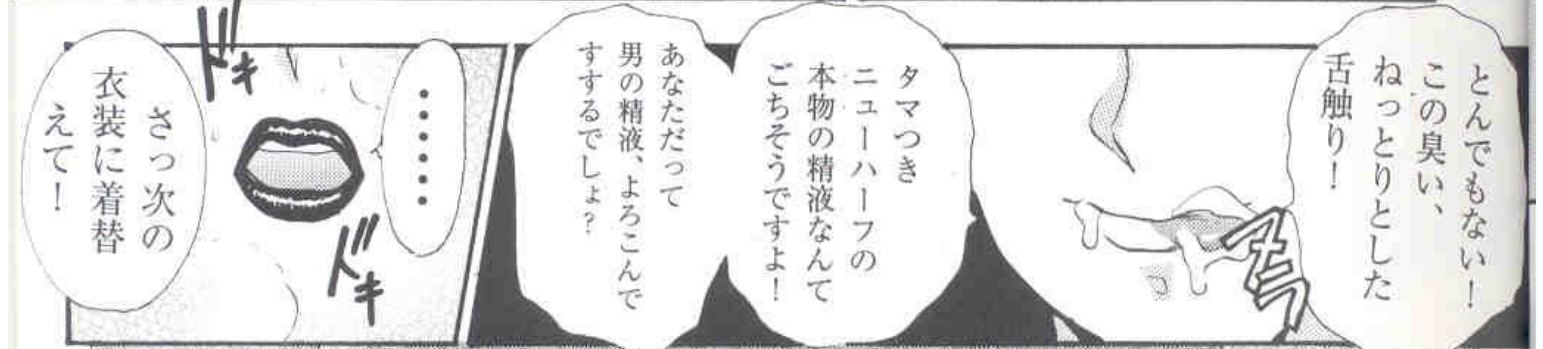 とんでもない！
この臭い、
ねっとりとした
舌触り！
ヌラ
タマつき
ニューハーフの
本物の精液なんて
ごちそうですよ！
あなただって
男の精液、よろこんで
すするでしょ？
・・・・・・・
ドキ
ドキ
さっ次の
衣装に着替
えて！